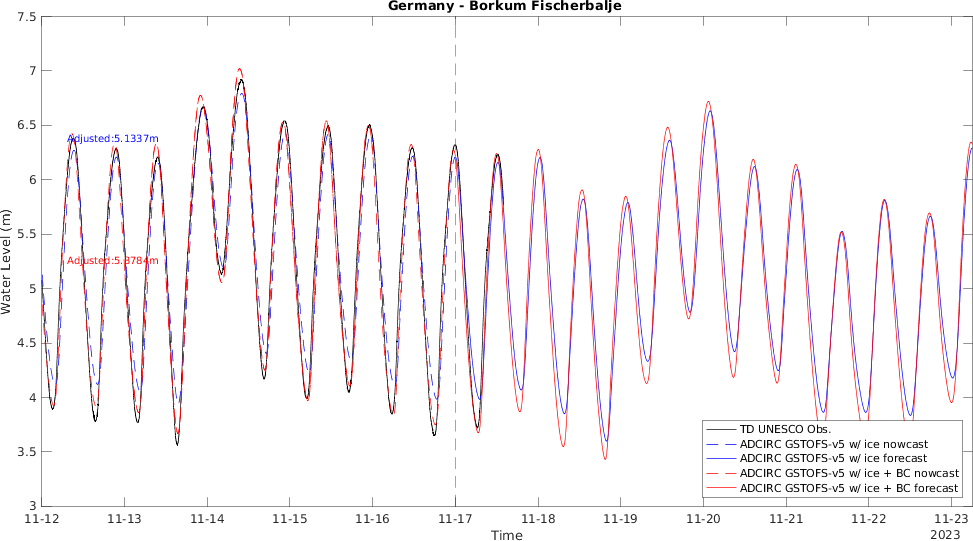 Germany - Borkum Fischerbalje
7.5
7
6.5
6
5.5
5
4.5
4
3.5
3
Water Level (m)
Adjusted:5.1337m
Adjusted:5.3784m
TD UNESCO Obs.
ADCIRC GSTOFS-v5 w/ ice nowcast
ADCIRC GSTOFS-v5 w/ ice forecast
ADCIRC GSTOFS-v5 w/ ice + BC nowcast
ADCIRC GSTOFS-v5 w/ ice + BC forecast
11-12 11-13 11-14 11-15 11-16 11-17 11-18 11-19 11-20 11-21 11-22 11-23
2023
Time